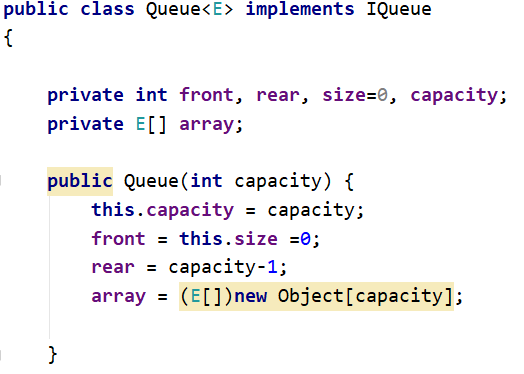 public class Queue<E> implements IQueue
{
private int front, rear, size=0, capacity;
private E[] array;
public Queue(int capacity) {
this.capacity = capacity;
front = this.size =0;
rear = capacity-1;
array = (E[])new Object[capacity];
}